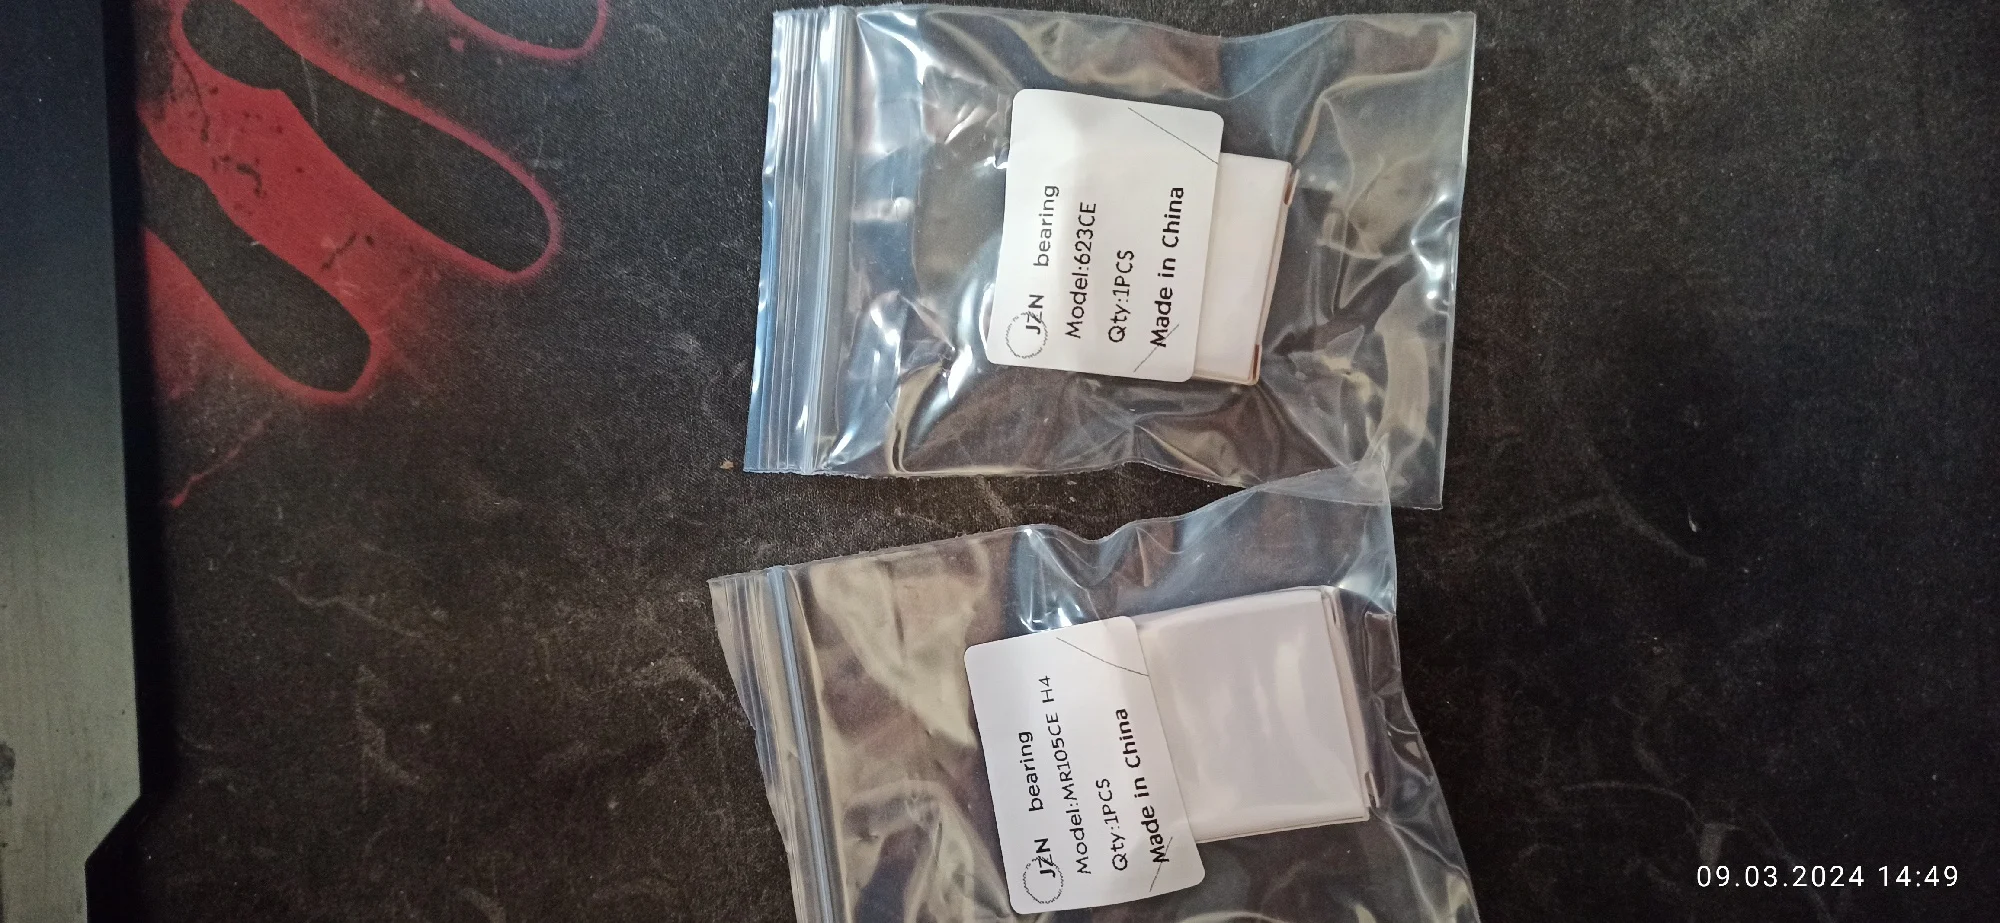 JZN bearing
Model:623CE
Qty:1PCS
Made in China
JZN bearing
Model:MR105CE H4
Qty:1PCS
Made in China
09.03.2024 14:49